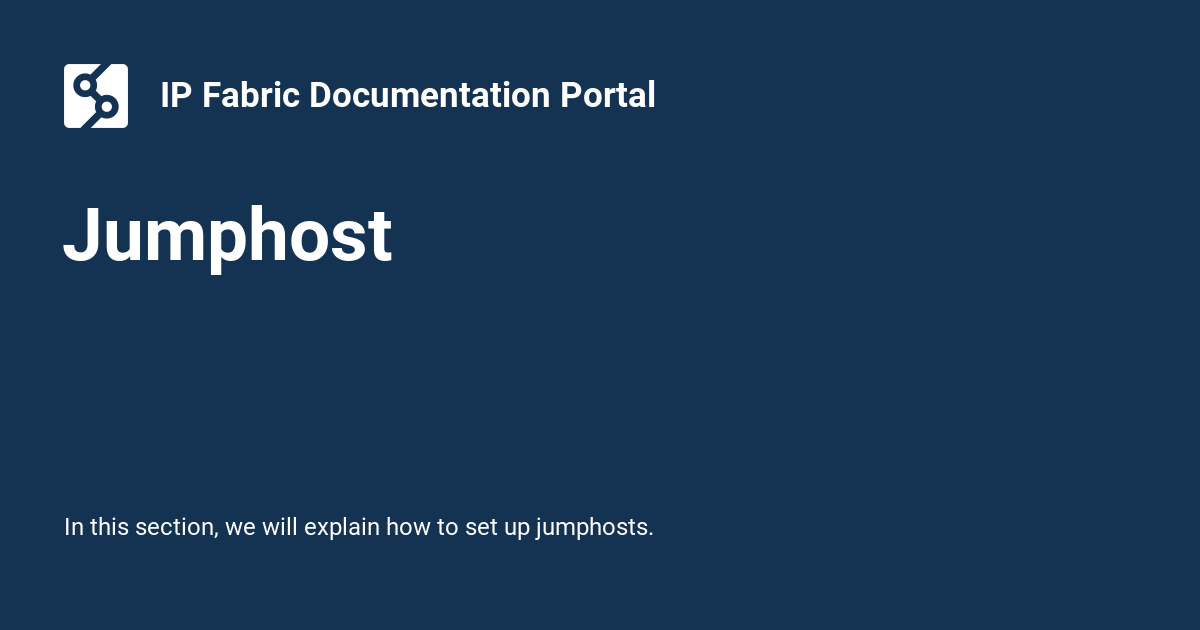 IP Fabric Documentation Portal
Jumphost
In this section, we will explain how to set up jumphosts.